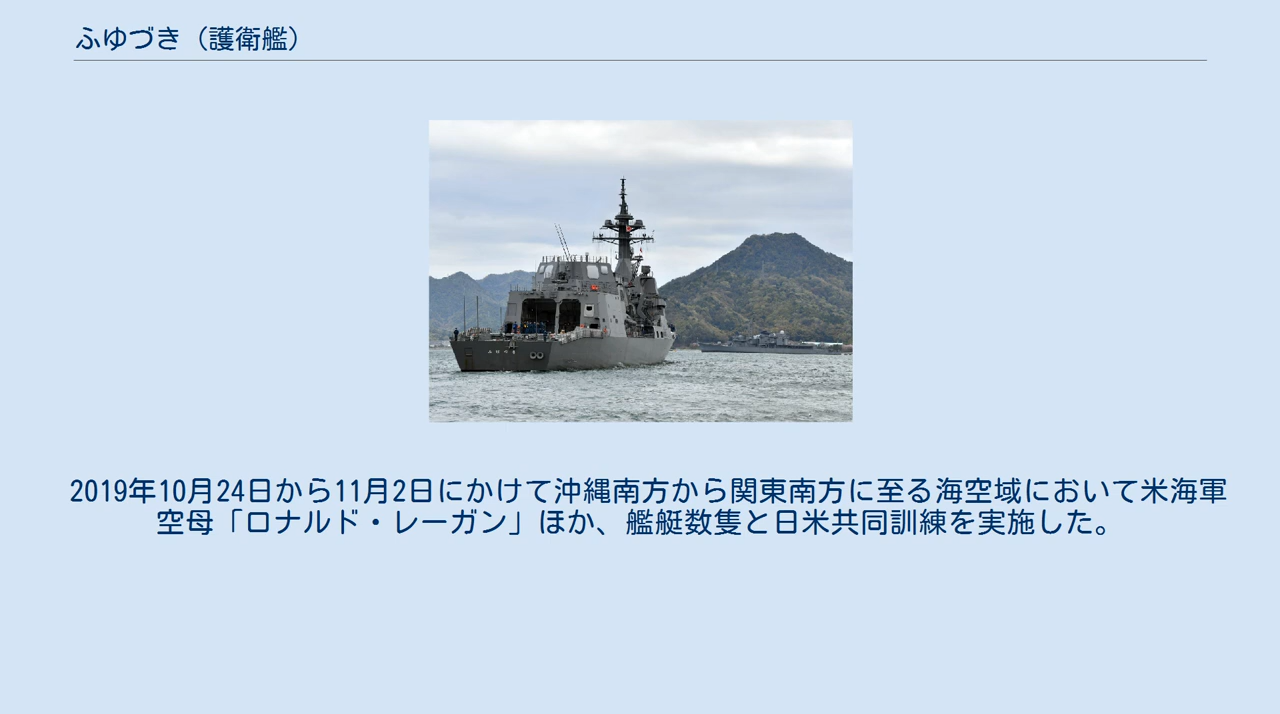 ふゆづき（護衛艦）
ふゆづき
2019年10月24日から11月2日にかけて沖縄南方から関東南方に至る海空域において米海軍
空母「ロナルド・レーガン」ほか、艦艇数隻と日米共同訓練を実施した。